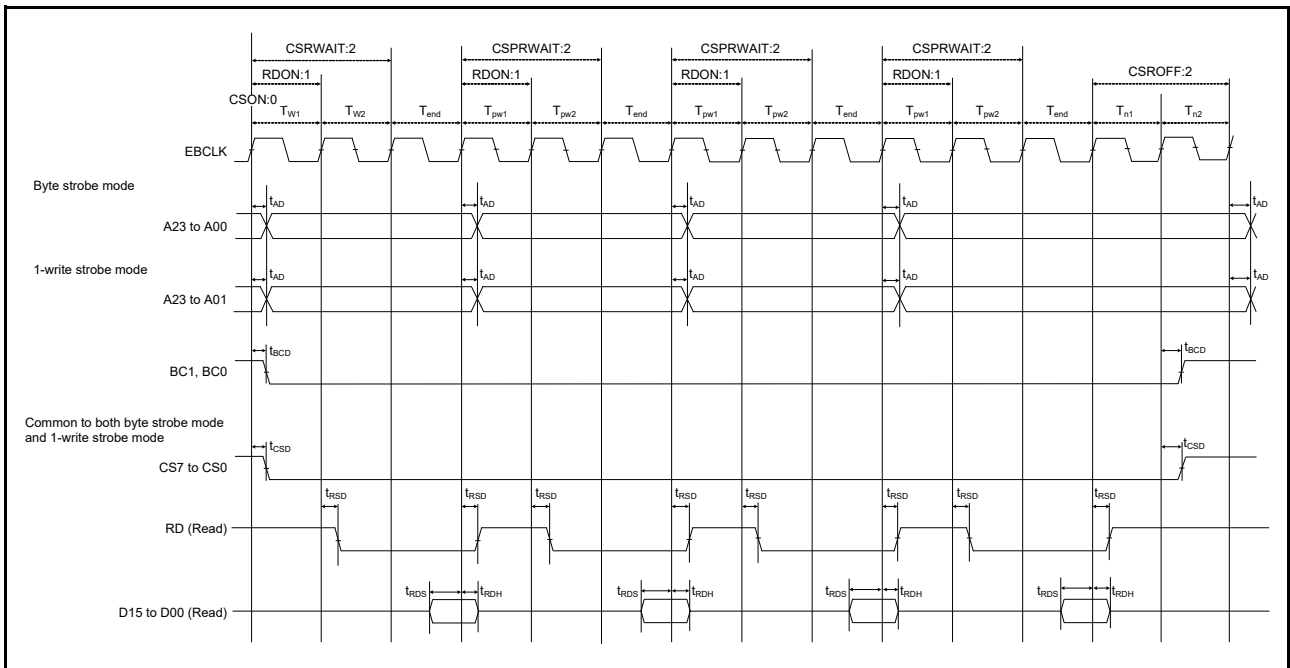 CSRWAIT:2 CSPRWAIT:2 CSPRWAIT:2 CSPRWAIT:2
RDON:1 RDON:1 RDON:1 RDON:1 CSROFF:2
CSON:0
TW1 TW2 Tend Tpw1 Tpw2 Tend Tpw1 Tpw2 Tend Tpw1 Tpw2 Tend Tn1 Tn2
EBCLK
Byte strobe mode
tAD tAD tAD tAD tAD
A23 to A00
1-write strobe mode
tAD tAD tAD tAD tAD
A23 to A01
tBCD tBCD
BC1, BC0
Common to both byte strobe mode
and 1-write strobe mode
tCSD tCSD
CS7 to CS0
tRSD tRSD tRSD tRSD tRSD tRSD tRSD tRSD
RD (Read)
tRDS tRDH tRDS tRDH tRDS tRDH tRDS tRDH
D15 to D00 (Read)